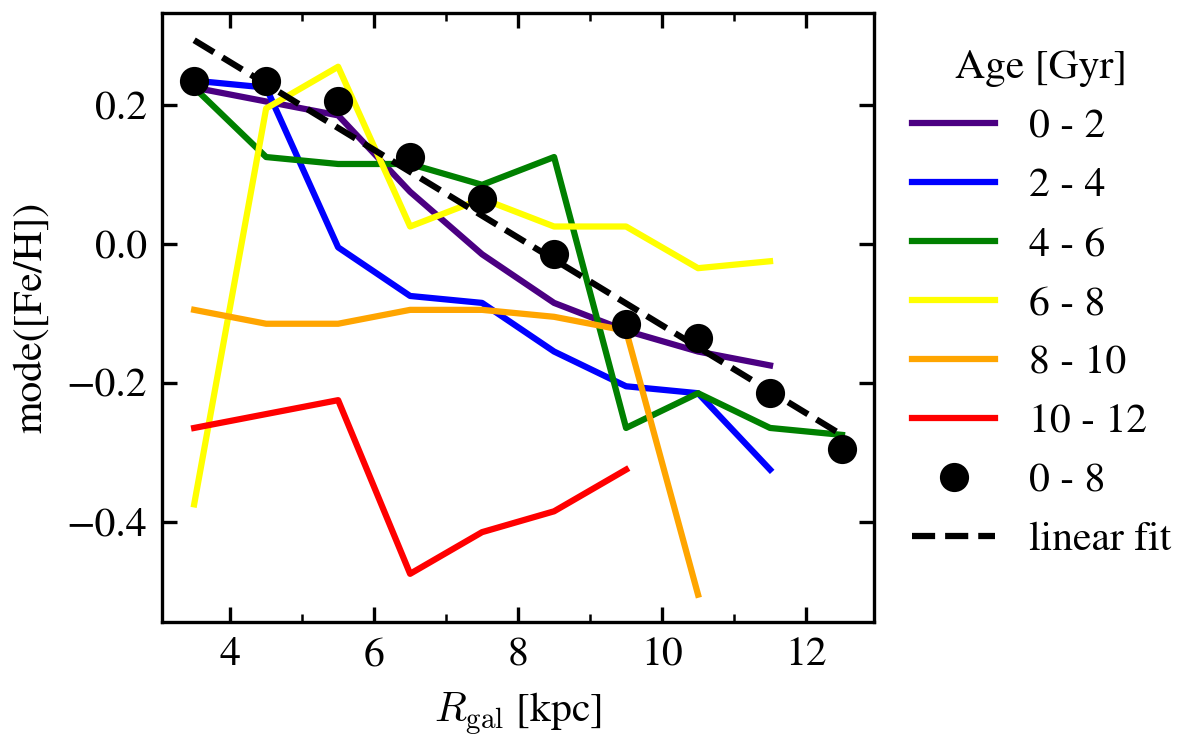 0.2
0.0
−0.2
−0.4
mode([Fe/H])
4 6 8 10 12
R_gal [kpc]
Age [Gyr]
0 - 2
2 - 4
4 - 6
6 - 8
8 - 10
10 - 12
0 - 8
linear fit